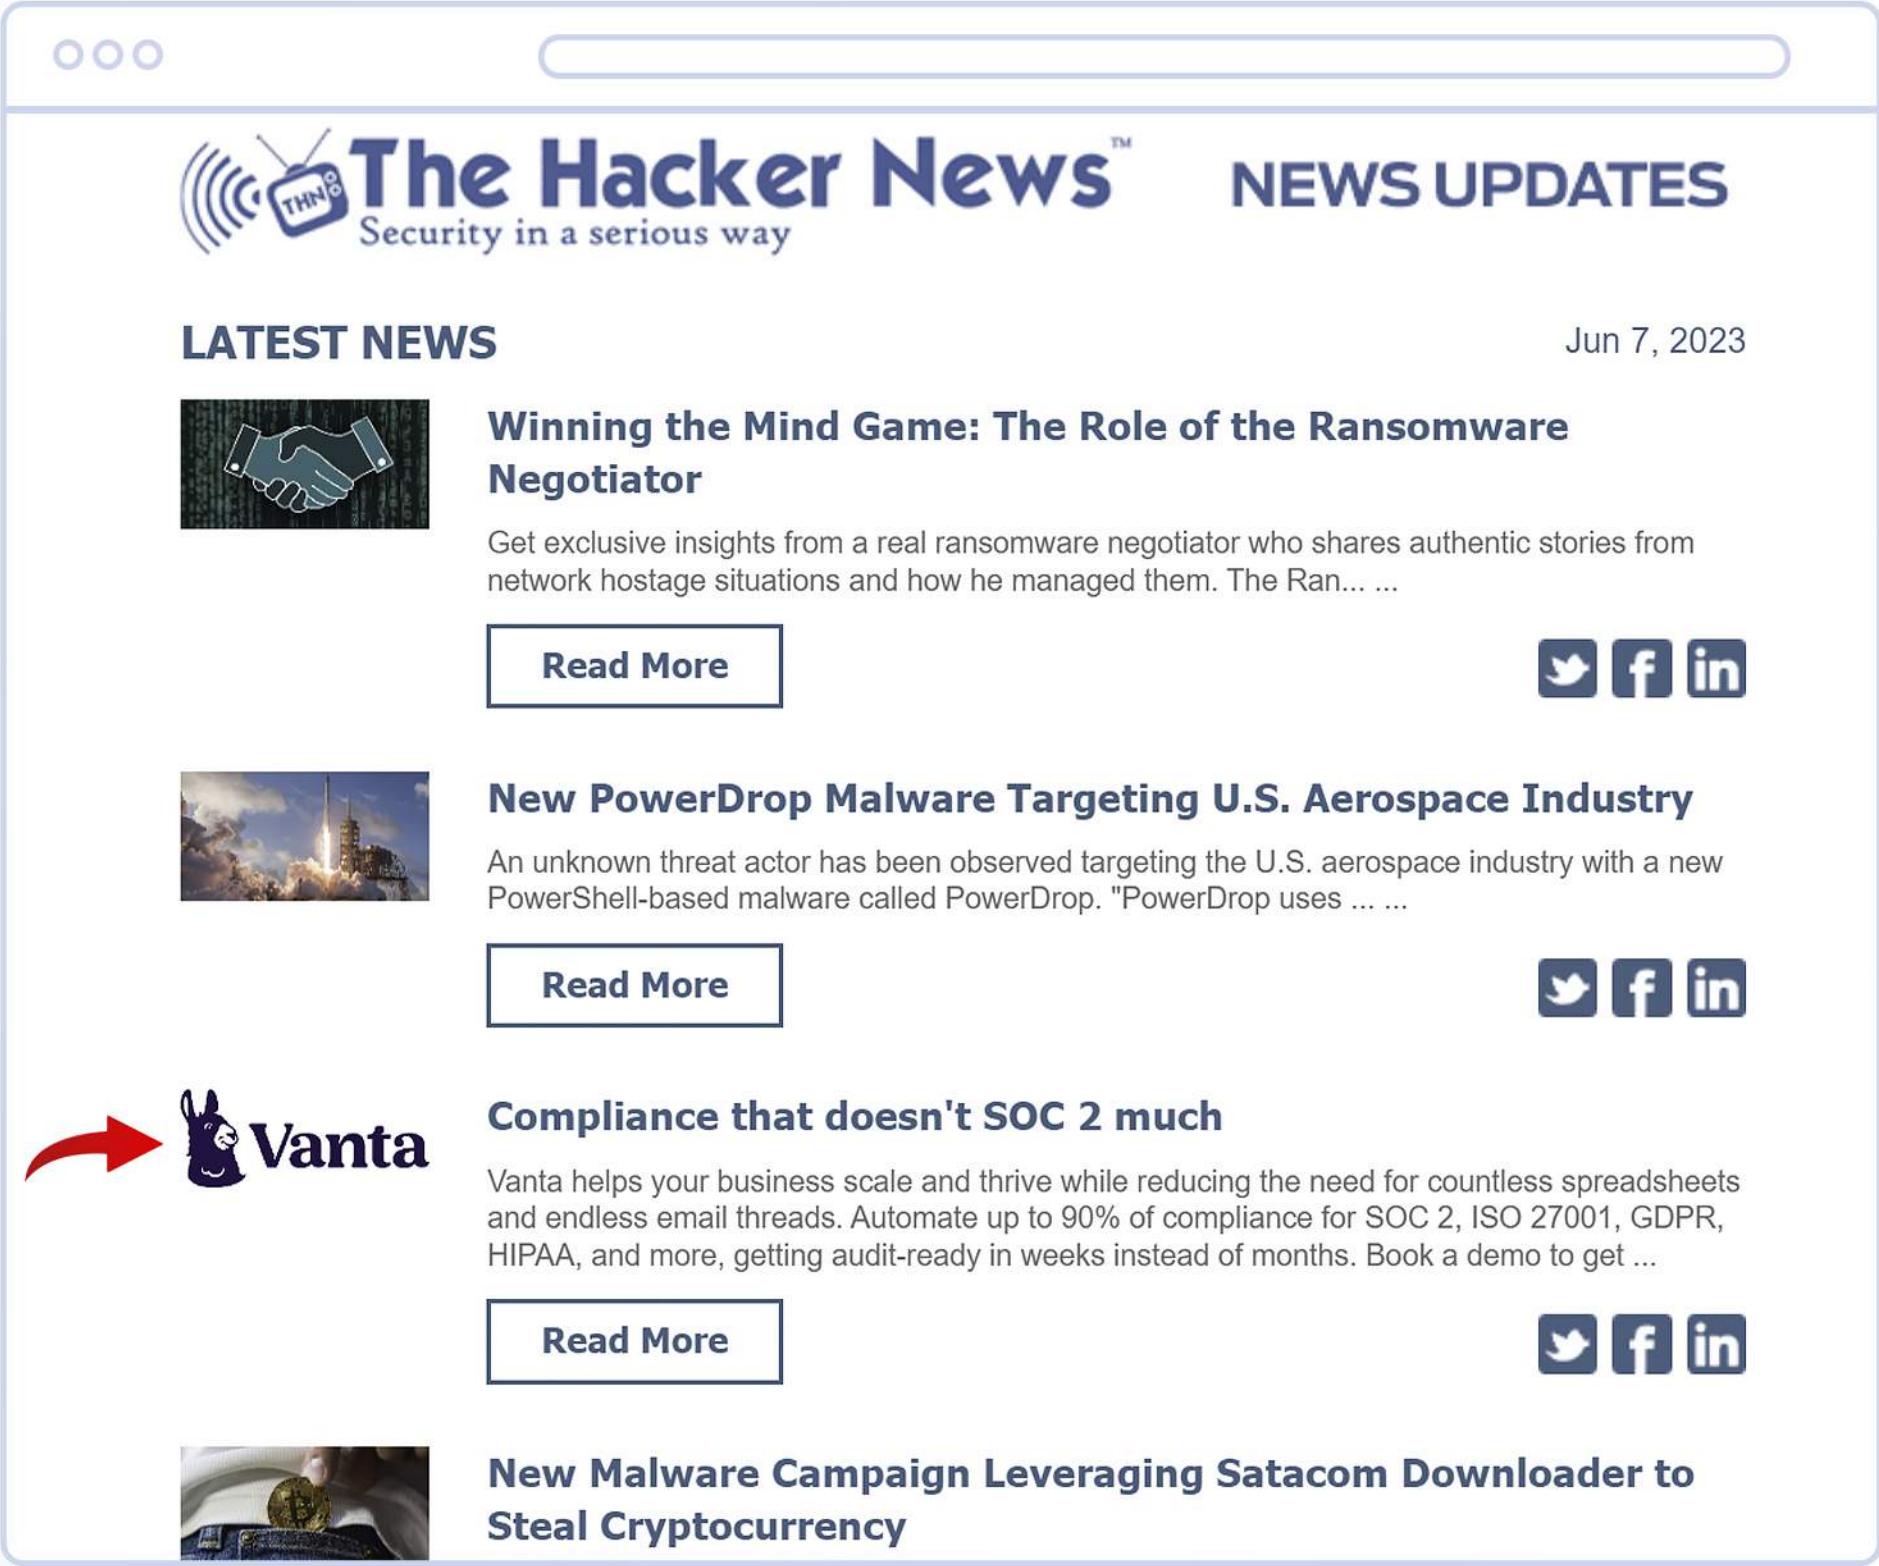 THN The Hacker News™
Security in a serious way
NEWS UPDATES
LATEST NEWS
Jun 7, 2023
Winning the Mind Game: The Role of the Ransomware
Negotiator
Get exclusive insights from a real ransomware negotiator who shares authentic stories from
network hostage situations and how he managed them. The Ran... ...
Read More
f in
New PowerDrop Malware Targeting U.S. Aerospace Industry
An unknown threat actor has been observed targeting the U.S. aerospace industry with a new
PowerShell-based malware called PowerDrop. "PowerDrop uses ... ...
Read More
f in
Vanta
Compliance that doesn't SOC 2 much
Vanta helps your business scale and thrive while reducing the need for countless spreadsheets
and endless email threads. Automate up to 90% of compliance for SOC 2, ISO 27001, GDPR,
HIPAA, and more, getting audit-ready in weeks instead of months. Book a demo to get ...
Read More
f in
New Malware Campaign Leveraging Satacom Downloader to
Steal Cryptocurrency